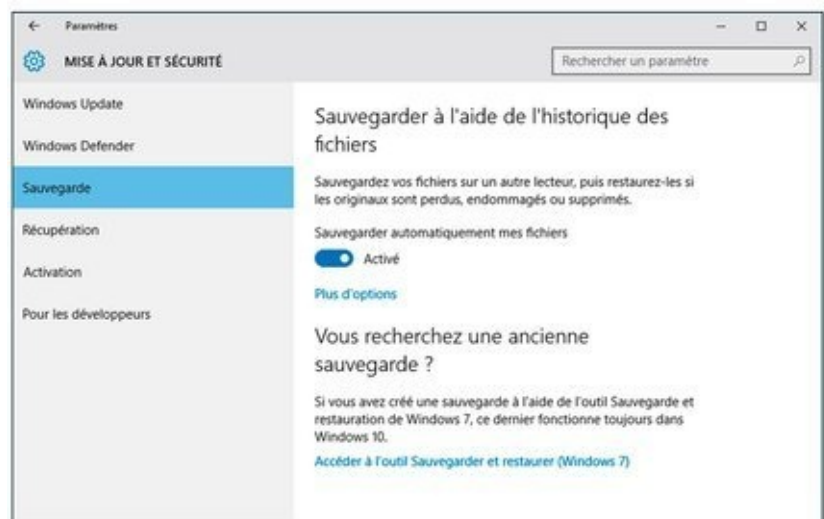 Paramètres
MISE À JOUR ET SÉCURITÉ
Rechercher un paramètre
Windows Update
Windows Defender
Sauvegarde
Récupération
Activation
Pour les développeurs
Sauvegarder à l'aide de l'historique des
fichiers
Sauvegardez vos fichiers sur un autre lecteur, puis restaurez-les si
les originaux sont perdus, endommagés ou supprimés.
Sauvegarder automatiquement mes fichiers
Activé
Plus d'options
Vous recherchez une ancienne
sauvegarde ?
Si vous avez créé une sauvegarde à l'aide de l'outil Sauvegarde et
restauration de Windows 7, ce dernier fonctionne toujours dans
Windows 10.
Accéder à l'outil Sauvegarder et restaurer (Windows 7)